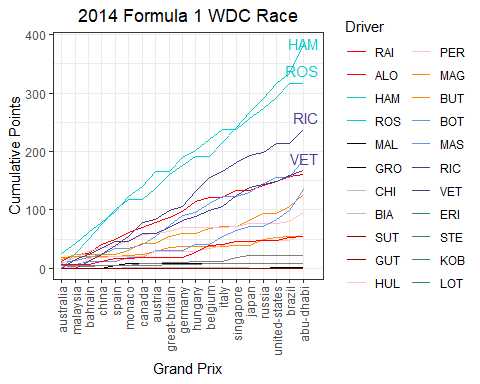 2014 Formula 1 WDC Race
Cumulative Points
400
300
200
100
0
HAM
ROS
RIC
VET
australia
malaysia
bahrain
china
spain
monaco
canada
austria
great-britain
germany
hungary
belgium
italy
singapore
japan
russia
united-states
brazil
abu-dhabi
Grand Prix
Driver
RAI
ALO
HAM
ROS
MAL
GRO
CHI
BIA
SUT
GUT
HUL
PER
MAG
BUT
BOT
MAS
RIC
VET
ERI
STE
KOB
LOT